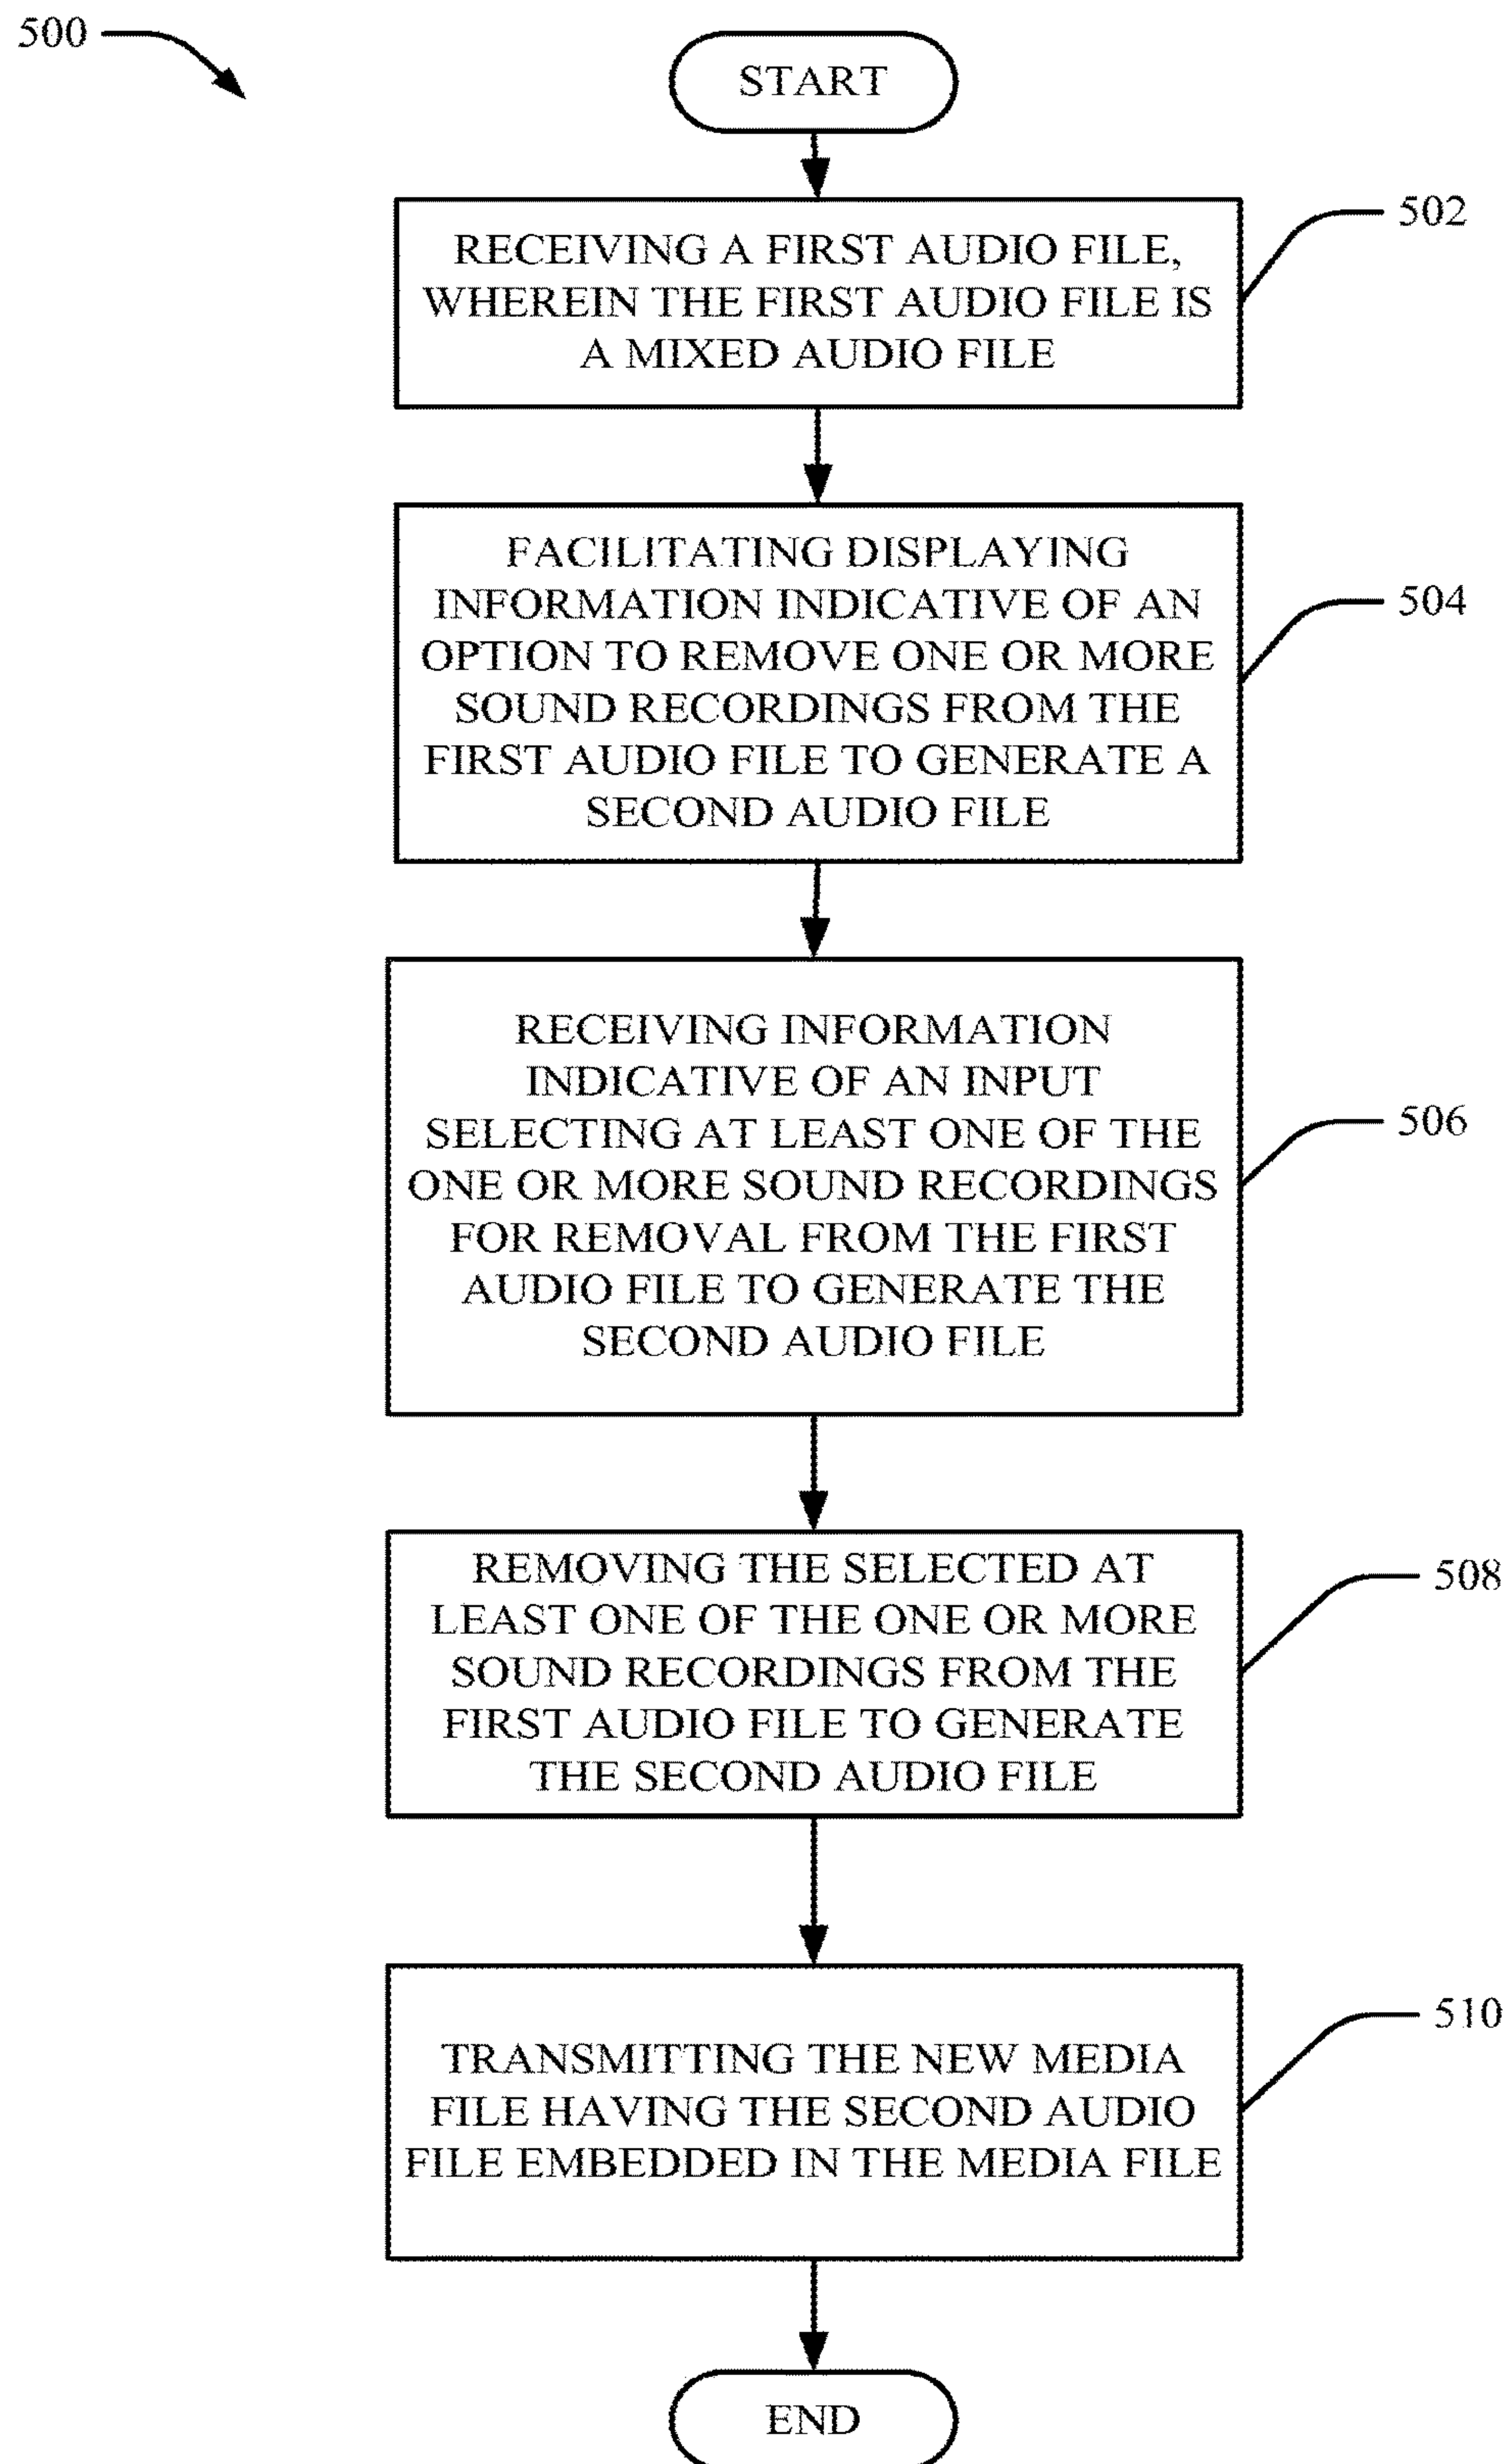 500
START
502
RECEIVING A FIRST AUDIO FILE,
WHEREIN THE FIRST AUDIO FILE IS
A MIXED AUDIO FILE
504
FACILITATING DISPLAYING
INFORMATION INDICATIVE OF AN
OPTION TO REMOVE ONE OR MORE
SOUND RECORDINGS FROM THE
FIRST AUDIO FILE TO GENERATE A
SECOND AUDIO FILE
506
RECEIVING INFORMATION
INDICATIVE OF AN INPUT
SELECTING AT LEAST ONE OF THE
ONE OR MORE SOUND RECORDINGS
FOR REMOVAL FROM THE FIRST
AUDIO FILE TO GENERATE THE
SECOND AUDIO FILE
508
REMOVING THE SELECTED AT
LEAST ONE OF THE ONE OR MORE
SOUND RECORDINGS FROM THE
FIRST AUDIO FILE TO GENERATE
THE SECOND AUDIO FILE
510
TRANSMITTING THE NEW MEDIA
FILE HAVING THE SECOND AUDIO
FILE EMBEDDED IN THE MEDIA FILE
END